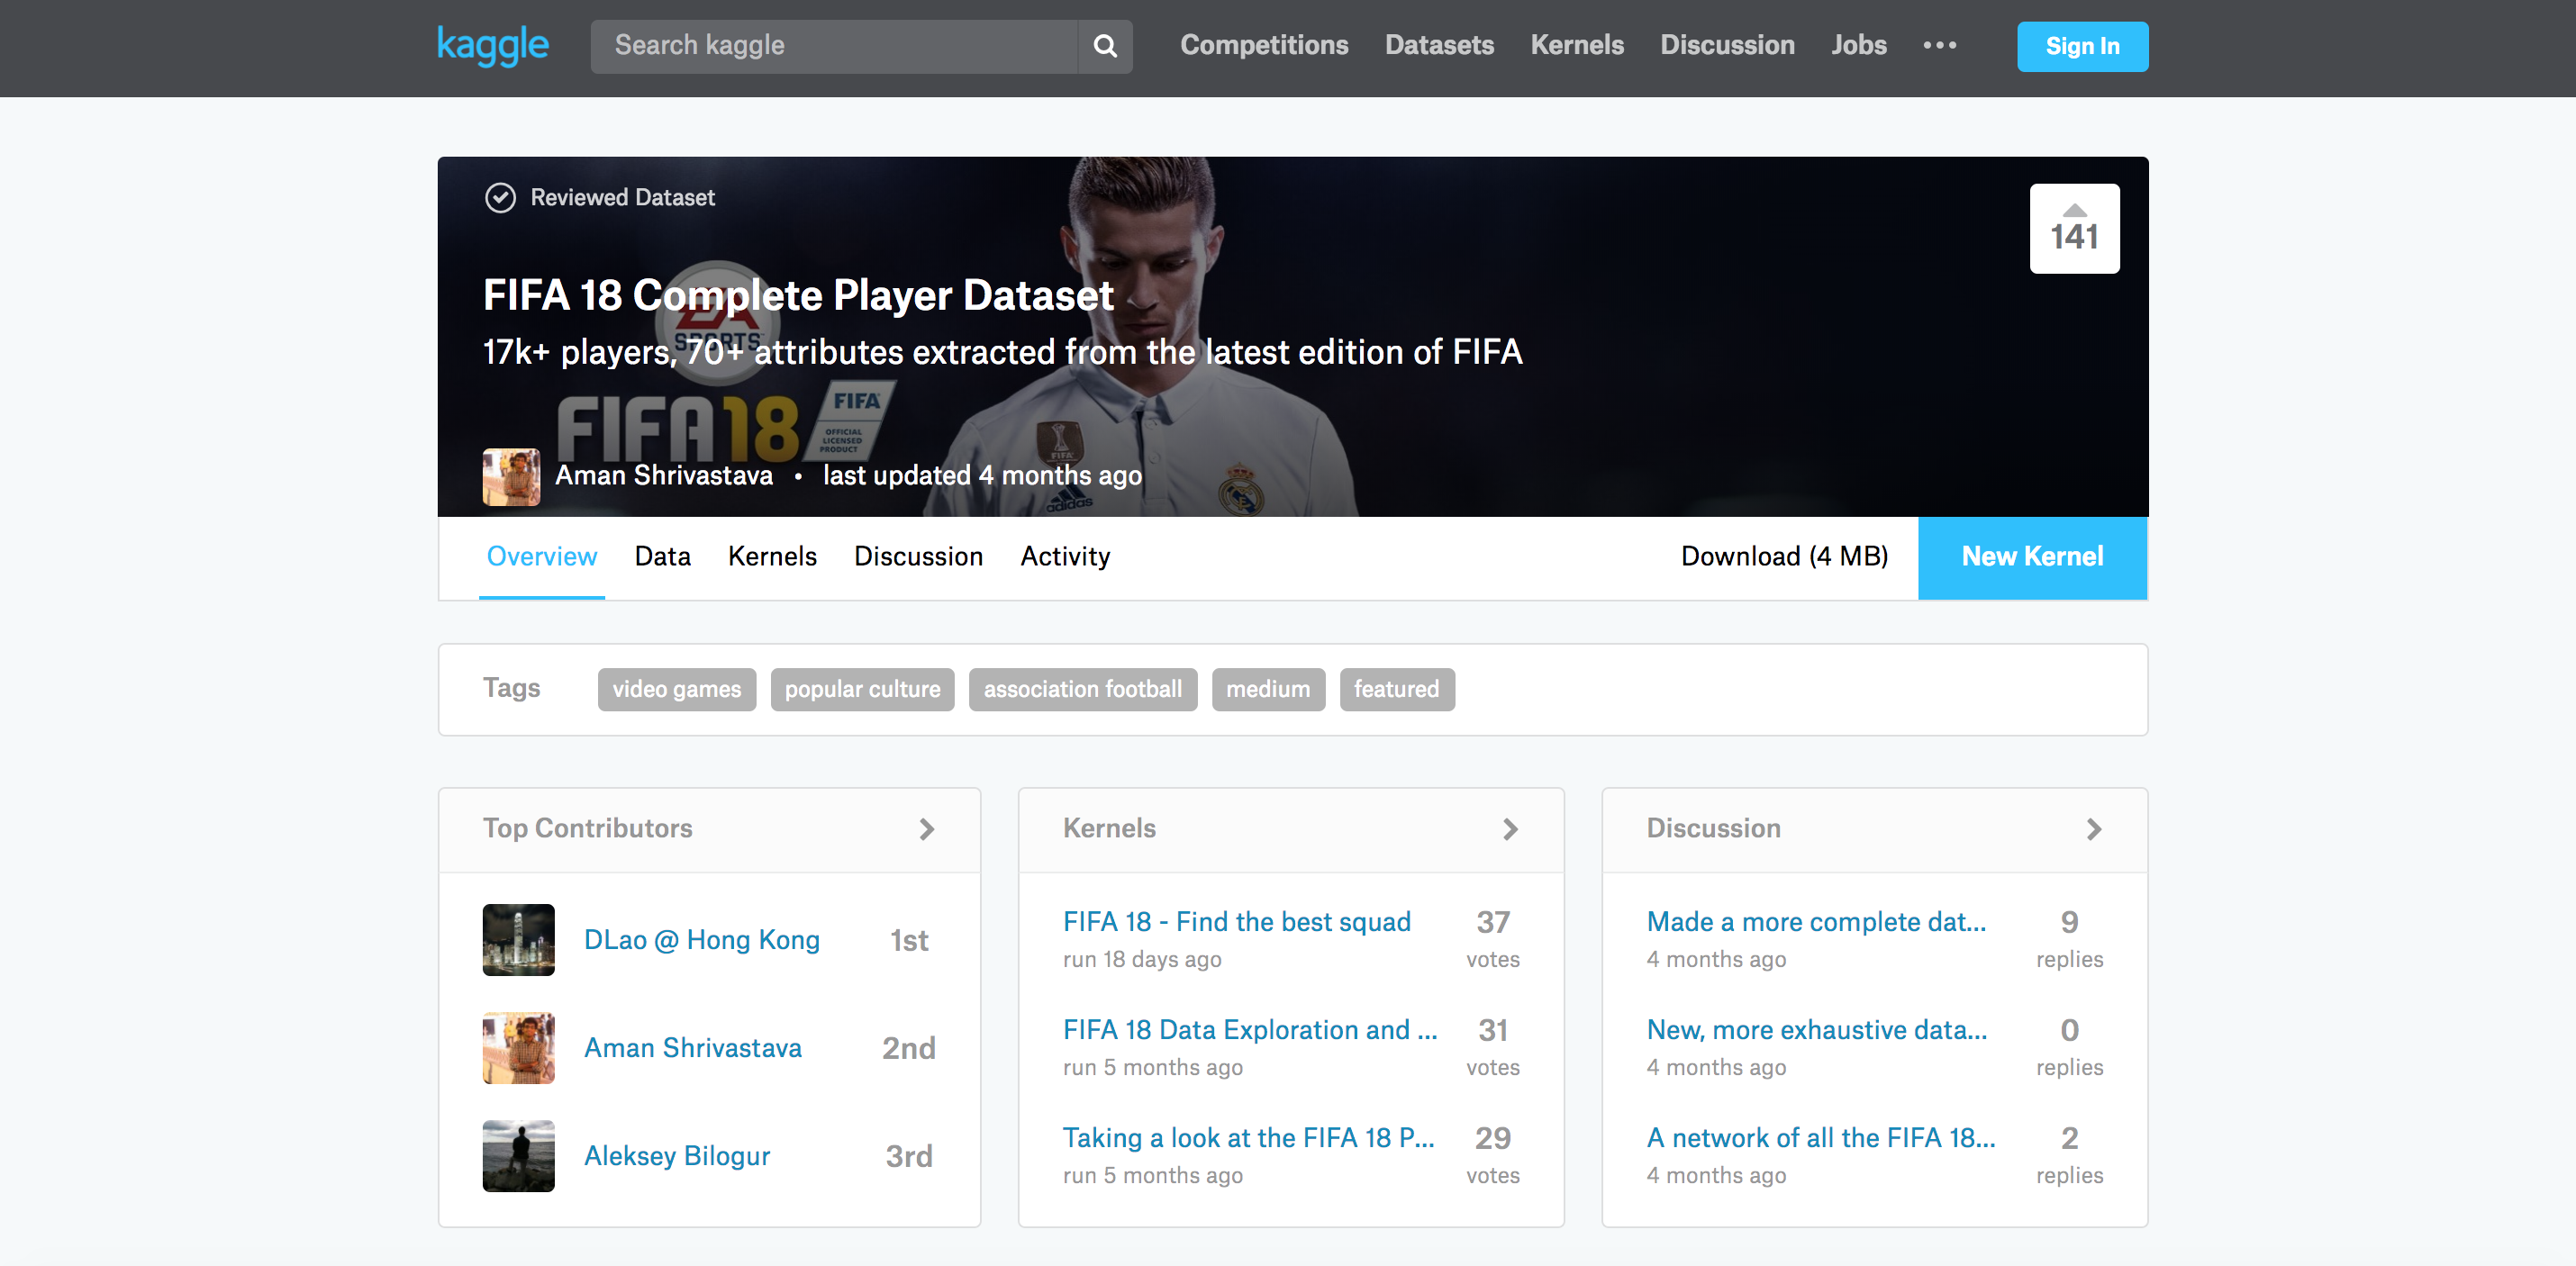 kaggle
Search kaggle
Competitions Datasets Kernels Discussion Jobs
Sign In
Reviewed Dataset
141
FIFA 18 Complete Player Dataset
EA
SPORTS
17k+ players, 70+ attributes extracted from the latest edition of FIFA
FIFA 18
FIFA
OFFICIAL
LICENSED
PRODUCT
FIFA
Aman Shrivastava • last updated 4 months ago
adidas
Overview Data Kernels Discussion Activity
Download (4 MB)
New Kernel
Tags
video games popular culture association football medium featured
Top Contributors
DLao @ Hong Kong 1st
Aman Shrivastava 2nd
Aleksey Bilogur 3rd
Kernels
FIFA 18 - Find the best squad 37
run 18 days ago votes
FIFA 18 Data Exploration and ... 31
run 5 months ago votes
Taking a look at the FIFA 18 P... 29
run 5 months ago votes
Discussion
Made a more complete dat... 9
4 months ago replies
New, more exhaustive data... 0
4 months ago replies
A network of all the FIFA 18... 2
4 months ago replies